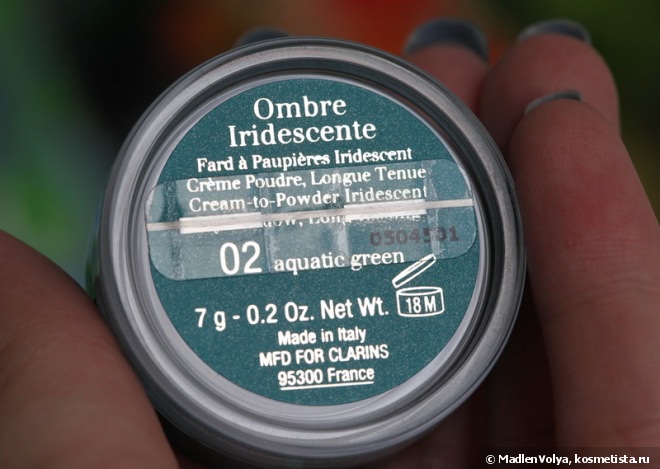 Ombre
Iridescente
Fard à Paupières Iridescent
Crème Poudre, Longue Tenue
Cream-to-Powder Iridescent
02 aquatic green
7 g - 0.2 Oz. Net Wt.
18 M
Made in Italy
MFD FOR CLARINS
95300 France
© MadlenVolya, kosmetista.ru